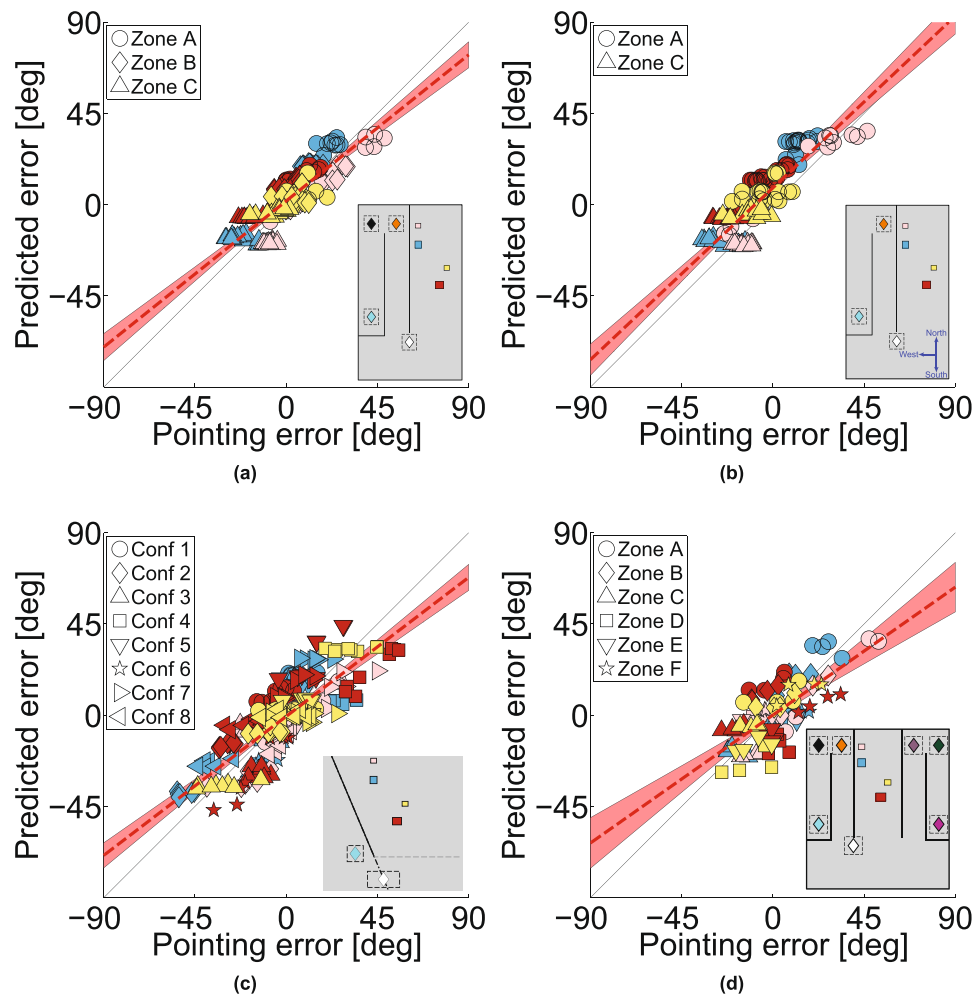 90
45
0
−45
−90
−45
0
45
90
Predicted error [deg]
Pointing error [deg]
Zone A
Zone B
Zone C
(a)
90
45
0
−45
−90
−45
0
45
90
Predicted error [deg]
Pointing error [deg]
Zone A
Zone C
North
West
South
(b)
90
45
0
−45
−90
−45
0
45
90
Predicted error [deg]
Pointing error [deg]
Conf 1
Conf 2
Conf 3
Conf 4
Conf 5
Conf 6
Conf 7
Conf 8
(c)
90
45
0
−45
−90
−45
0
45
90
Predicted error [deg]
Pointing error [deg]
Zone A
Zone B
Zone C
Zone D
Zone E
Zone F
(d)